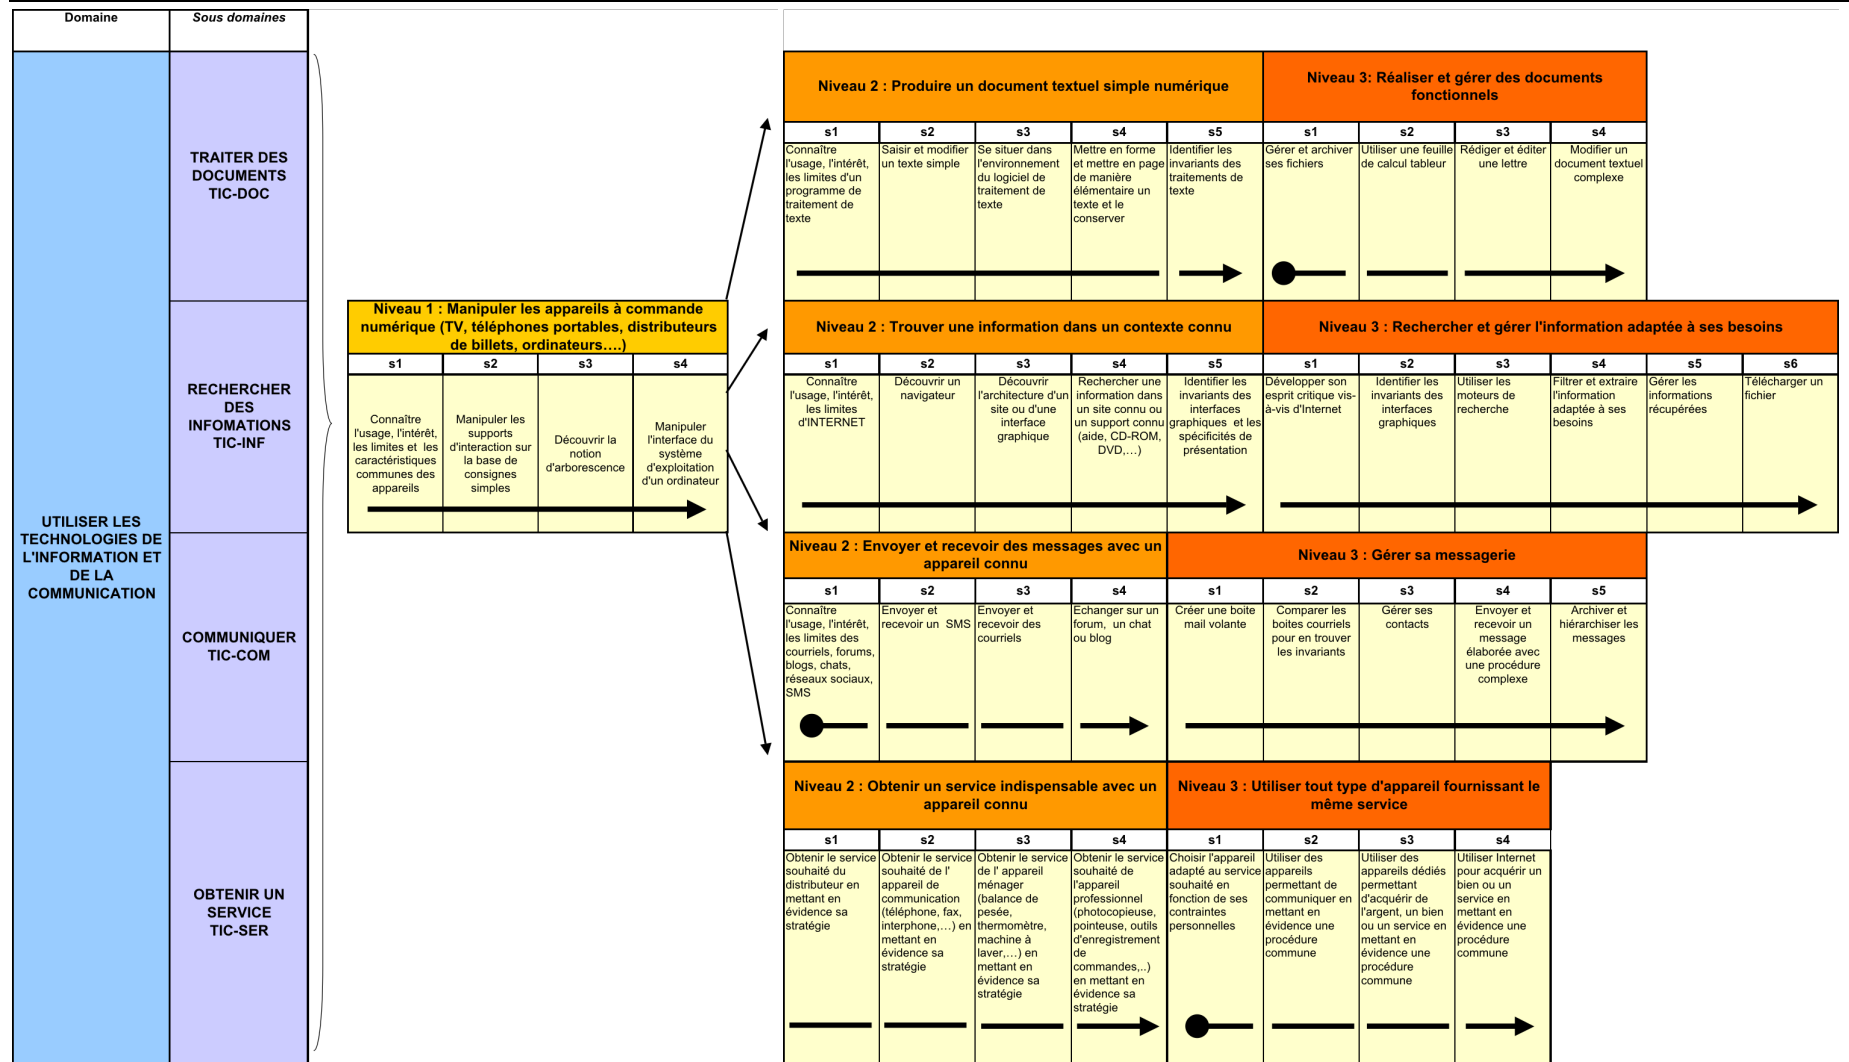 Domaine
Sous domaines
UTILISER LES
TECHNOLOGIES DE
L'INFORMATION ET
DE LA
COMMUNICATION
TRAITER DES
DOCUMENTS
TIC-DOC
RECHERCHER
DES
INFOMATIONS
TIC-INF
COMMUNIQUER
TIC-COM
OBTENIR UN
SERVICE
TIC-SER
Niveau 1 : Manipuler les appareils à commande
numérique (TV, téléphones portables, distributeurs
de billets, ordinateurs….)
s1
s2
s3
s4
Connaître
l'usage, l'intérêt,
les limites et les
caractéristiques
communes des
appareils
Manipuler les
supports
d'interaction sur
la base de
consignes
simples
Découvrir la
notion
d'arborescence
Manipuler
l'interface du
système
d'exploitation
d'un ordinateur
Niveau 2 : Produire un document textuel simple numérique
s1
s2
s3
s4
s5
Connaître
l'usage, l'intérêt,
les limites d'un
programme de
traitement de
texte
Saisir et modifier
un texte simple
Se situer dans
l'environnement
du logiciel de
traitement de
texte
Mettre en forme
et mettre en page
de manière
élémentaire un
texte et le
conserver
Identifier les
invariants des
traitements de
texte
Niveau 3: Réaliser et gérer des documents
fonctionnels
s1
s2
s3
s4
Gérer et archiver
ses fichiers
Utiliser une feuille
de calcul tableur
Rédiger et éditer
une lettre
Modifier un
document textuel
complexe
Niveau 2 : Trouver une information dans un contexte connu
s1
s2
s3
s4
s5
Connaître
l'usage, l'intérêt,
les limites
d'INTERNET
Découvrir un
navigateur
Découvrir
l'architecture d'un
site ou d'une
interface
graphique
Rechercher une
information dans
un site connu ou
un support connu
(aide, CD-ROM,
DVD,…)
Identifier les
invariants des
interfaces
graphiques et les
spécificités de
présentation
Niveau 3 : Rechercher et gérer l'information adaptée à ses besoins
s1
s2
s3
s4
s5
s6
Développer son
esprit critique vis-
à-vis d'Internet
Identifier les
invariants des
interfaces
graphiques
Utiliser les
moteurs de
recherche
Filtrer et extraire
l'information
adaptée à ses
besoins
Gérer les
informations
récupérées
Télécharger un
fichier
Niveau 2 : Envoyer et recevoir des messages avec un
appareil connu
s1
s2
s3
s4
Connaître
l'usage, l'intérêt,
les limites des
courriels, forums,
blogs, chats,
réseaux sociaux,
SMS
Envoyer et
recevoir un SMS
Envoyer et
recevoir des
courriels
Echanger sur un
forum, un chat
ou blog
Niveau 3 : Gérer sa messagerie
s1
s2
s3
s4
s5
Créer une boite
mail volante
Comparer les
boites courriels
pour en trouver
les invariants
Gérer ses
contacts
Envoyer et
recevoir un
message
élaborée avec
une procédure
complexe
Archiver et
hiérarchiser les
messages
Niveau 2 : Obtenir un service indispensable avec un
appareil connu
s1
s2
s3
s4
Obtenir le service
souhaité du
distributeur en
mettant en
évidence sa
stratégie
Obtenir le service
souhaité de l'
appareil de
communication
(téléphone, fax,
interphone,…) en
mettant en
évidence sa
stratégie
Obtenir le service
de l' appareil
ménager
(balance de
pesée,
thermomètre,
machine à
laver,…) en
mettant en
évidence sa
stratégie
Obtenir le service
souhaité de
l'appareil
professionnel
(photocopieuse,
pointeuse, outils
d'enregistrement
de
commandes,..)
en mettant en
évidence sa
stratégie
Niveau 3 : Utiliser tout type d'appareil fournissant le
même service
s1
s2
s3
s4
Choisir l'appareil
adapté au service
souhaité en
fonction de ses
contraintes
personnelles
Utiliser des
appareils
permettant de
communiquer en
mettant en
évidence une
procédure
commune
Utiliser des
appareils dédiés
permettant
d'acquérir de
l'argent, un bien
ou un service en
mettant en
évidence une
procédure
commune
Utiliser Internet
pour acquérir un
bien ou un
service en
mettant en
évidence une
procédure
commune